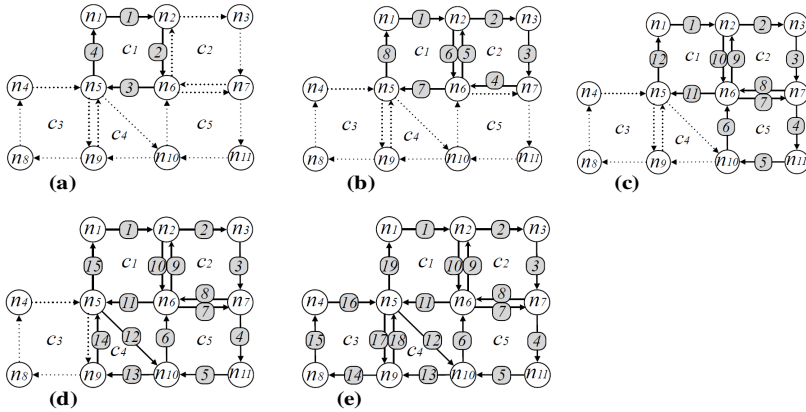 n1 1 n2 n3
4 c1 2 c2
n4 n5 3 n6 n7
c3 c4 c5
n8 n9 n10 n11
(a)
n1 1 n2 2 n3
8 c1 6 5 c2 3
n4 n5 7 n6 4 n7
c3 c4 c5
n8 n9 n10 n11
(b)
n1 1 n2 2 n3
12 c1 10 9 c2 3
n4 n5 11 n6 8 7 n7
c3 c4 6 c5 4
n8 n9 n10 5 n11
(c)
n1 1 n2 2 n3
15 c1 10 9 c2 3
n4 n5 11 n6 8 7 n7
c3 14 c4 12 6 c5 4
n8 n9 13 n10 5 n11
(d)
n1 1 n2 2 n3
19 c1 10 9 c2 3
n4 16 n5 11 n6 8 7 n7
15 c3 17 18 c4 12 6 c5 4
n8 14 n9 13 n10 5 n11
(e)